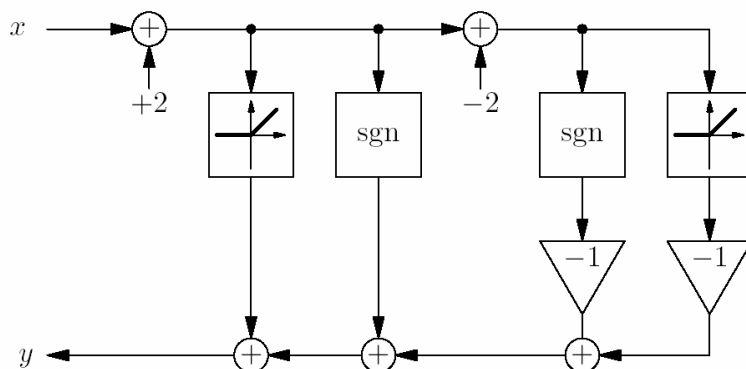 x + +
+2 −2
sgn sgn
−1 −1
y + + +